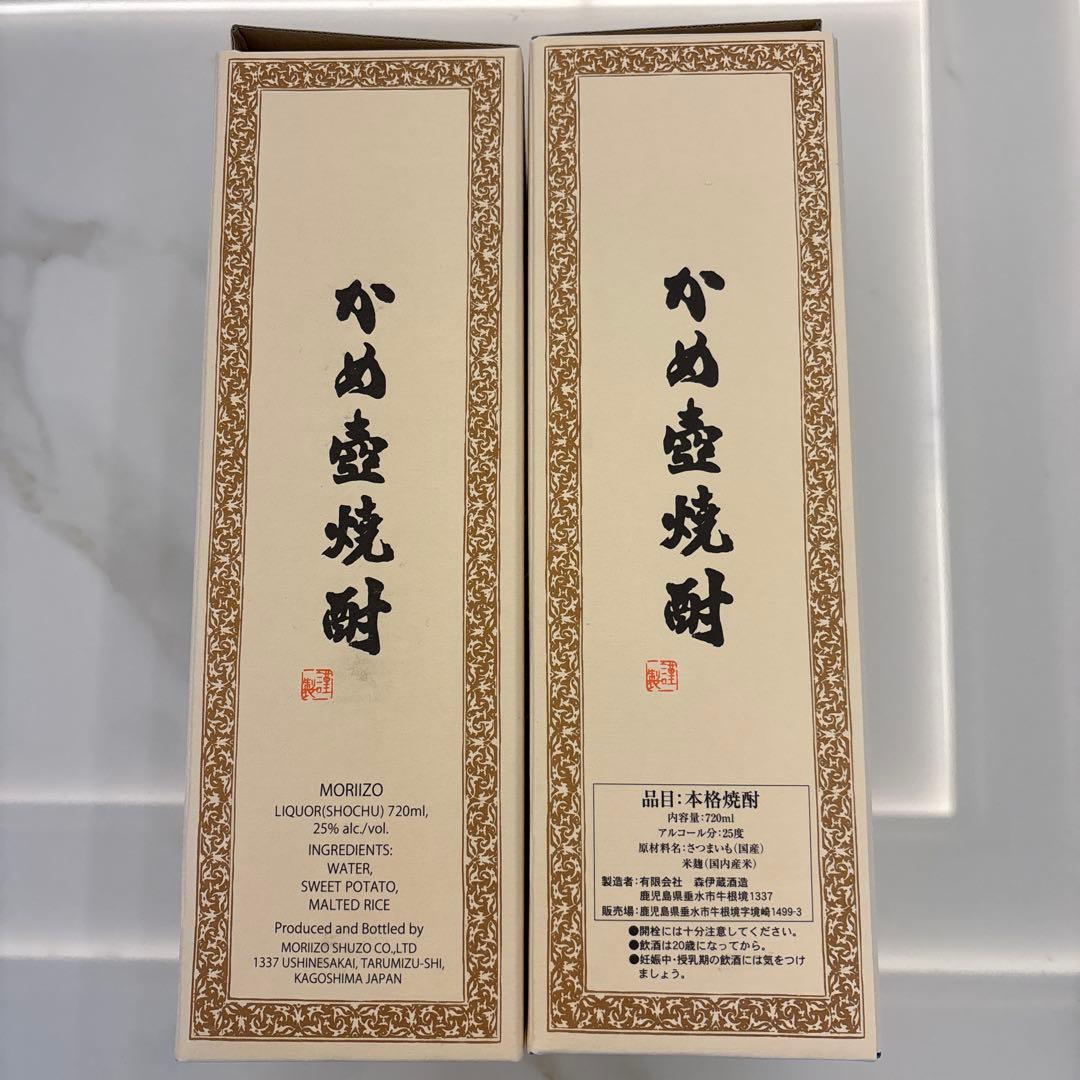 かめ壺焼酎
謹製
MORIIZO
LIQUOR(SHOCHU) 720ml,
25% alc./vol.
INGREDIENTS:
WATER,
SWEET POTATO,
MALTED RICE
Produced and Bottled by
MORIIZO SHUZO CO.,LTD
1337 USHINESAKAI, TARUMIZU-SHI,
KAGOSHIMA JAPAN
かめ壺焼酎
謹製
品目:本格焼酎
内容量:720ml
アルコール分:25度
原材料名:さつまいも(国産)
米麹(国内産米)
製造者:有限会社 森伊蔵酒造
鹿児島県垂水市牛根境1337
販売場:鹿児島県垂水市牛根境字境崎1499-3
●開栓には十分注意してください。
●飲酒は20歳になってから。
●妊娠中・授乳期の飲酒には気をつけ
ましょう。